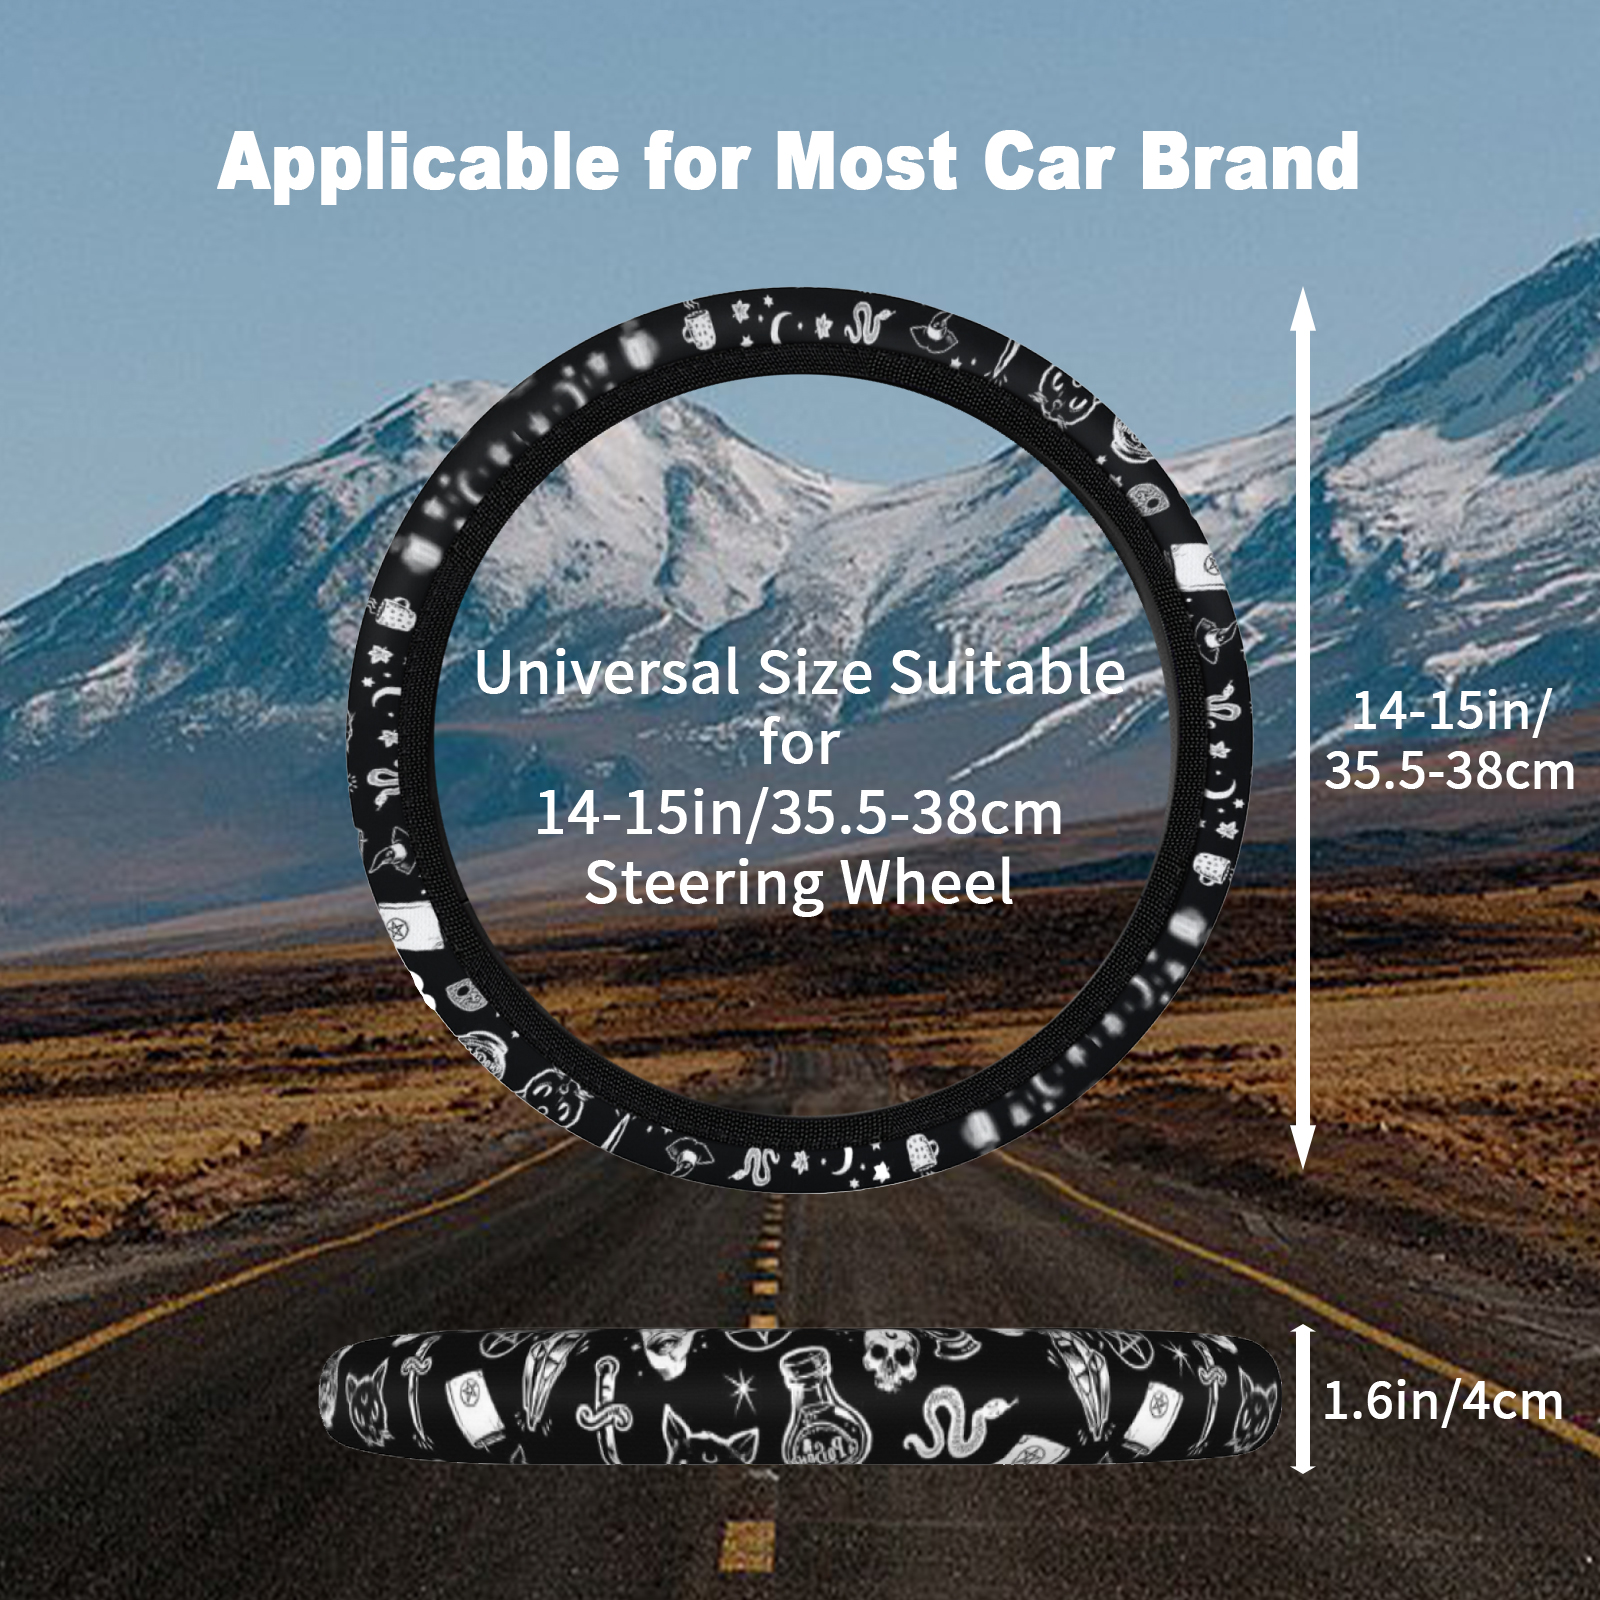 Applicable for Most Car Brand
Universal Size Suitable
for
14-15in/35.5-38cm
Steering Wheel
14-15in/
35.5-38cm
1.6in/4cm